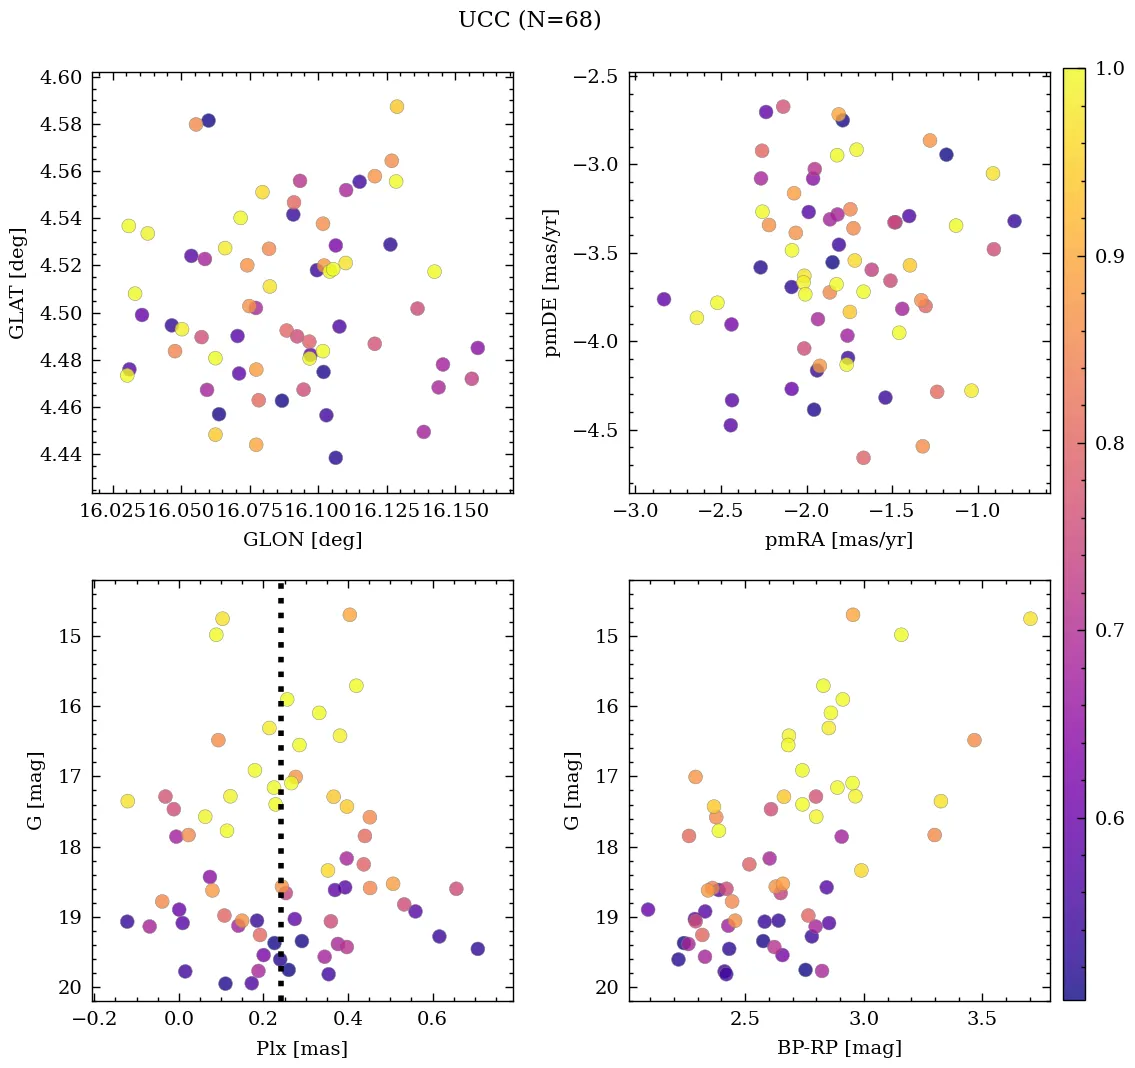 UCC (N=68)
4.60
4.58
4.56
4.54
4.52
4.50
4.48
4.46
4.44
GLAT [deg]
16.025 16.050 16.075 16.100 16.125 16.150
GLON [deg]
−2.5
−3.0
−3.5
−4.0
−4.5
pmDE [mas/yr]
−3.0 −2.5 −2.0 −1.5 −1.0
pmRA [mas/yr]
1.0
0.9
0.8
0.7
0.6
15
16
17
18
19
20
G [mag]
−0.2 0.0 0.2 0.4 0.6
Plx [mas]
15
16
17
18
19
20
G [mag]
2.5 3.0 3.5
BP-RP [mag]